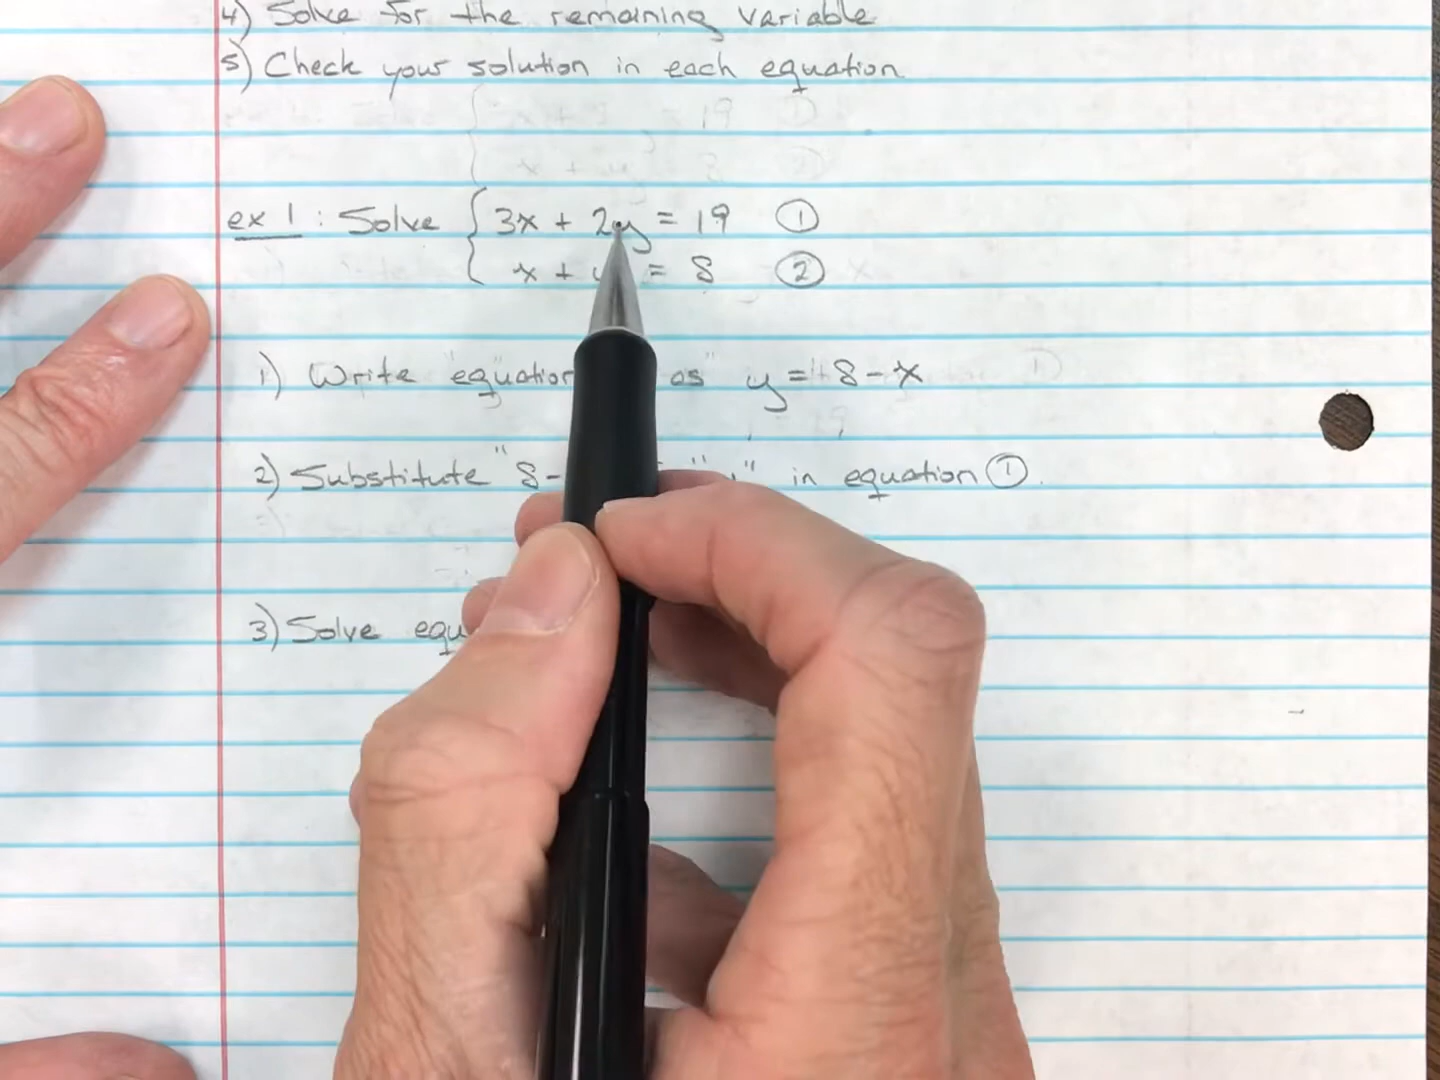 4) Solve for the remaining variable
5) Check your solution in each equation.
ex 1: Solve { 3x + 2y = 19 ①
x + y = 8 ②
1) Write "equation as" y = 8 - x
2) Substitute "8- "y" in equation ①.
3) Solve equ